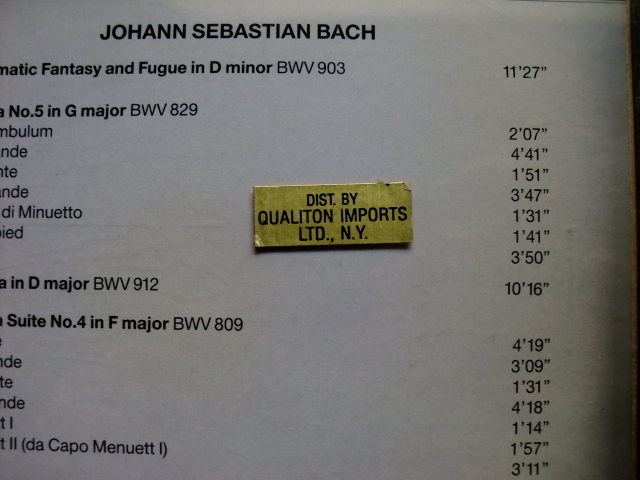 JOHANN SEBASTIAN BACH
matic Fantasy and Fugue in D minor BWV 903 11'27"
a No.5 in G major BWV 829
mbulum 2'07"
nde 4'41"
nte 1'51"
ande 3'47"
di Minuetto 1'31"
pied 1'41"
3'50"
DIST. BY
QUALITON IMPORTS
LTD., N.Y.
a in D major BWV 912 10'16"
n Suite No.4 in F major BWV 809
e 4'19"
nde 3'09"
te 1'31"
nde 4'18"
t I 1'14"
t II (da Capo Menuett I) 1'57"
3'11"